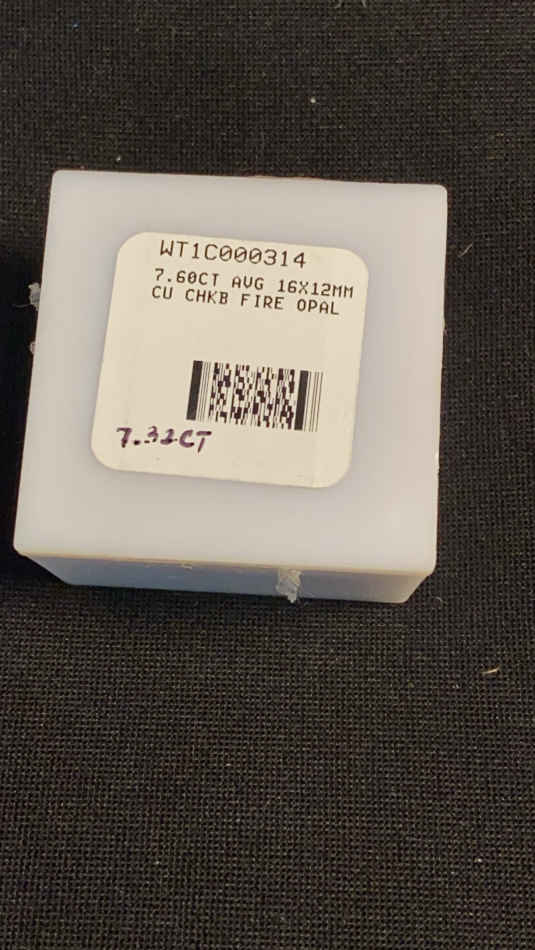 WT1C000314
7.60CT AVG 16X12MM
CU CHKB FIRE OPAL
7.32CT